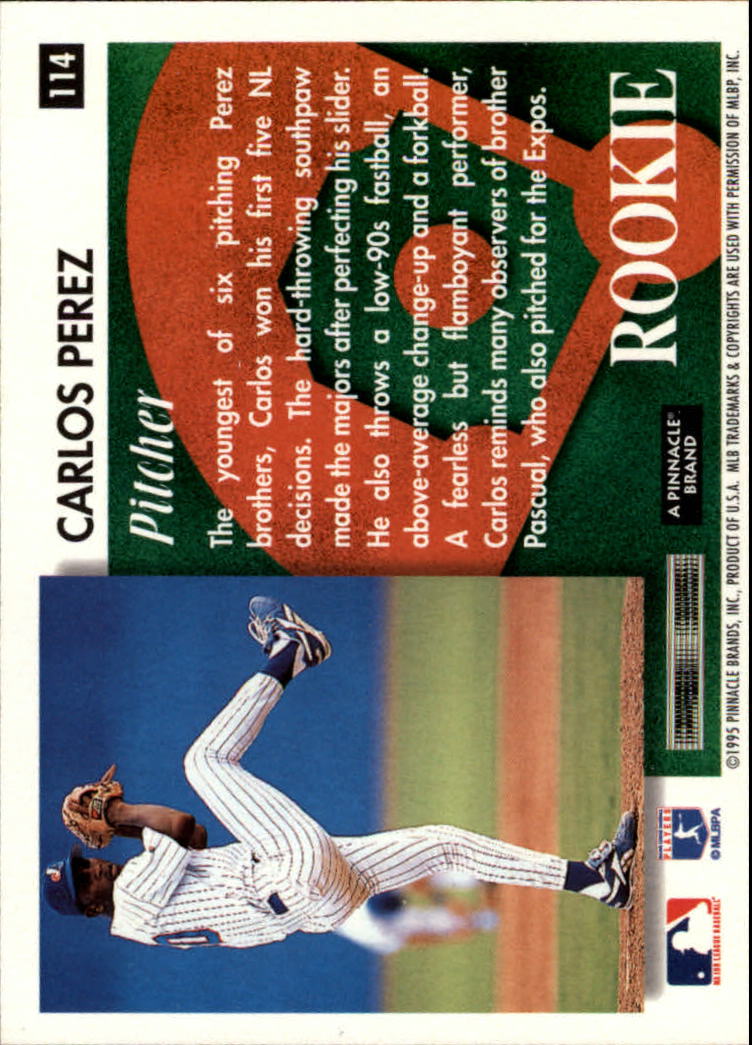 114
CARLOS PEREZ
Pitcher
The youngest of six pitching Perez
brothers, Carlos won his first five NL
decisions. The hard-throwing southpaw
made the majors after perfecting his slider.
He also throws a low-90s fastball, an
above-average change-up and a forkball.
A fearless but flamboyant performer,
Carlos reminds many observers of brother
Pascual, who also pitched for the Expos.
ROOKIE
A PINNACLE®
BRAND
PLAYERS
©MLBPA
MAJOR LEAGUE BASEBALL®
©1995 PINNACLE BRANDS, INC., PRODUCT OF U.S.A. MLB TRADEMARKS & COPYRIGHTS ARE USED WITH PERMISSION OF MLBP, INC.